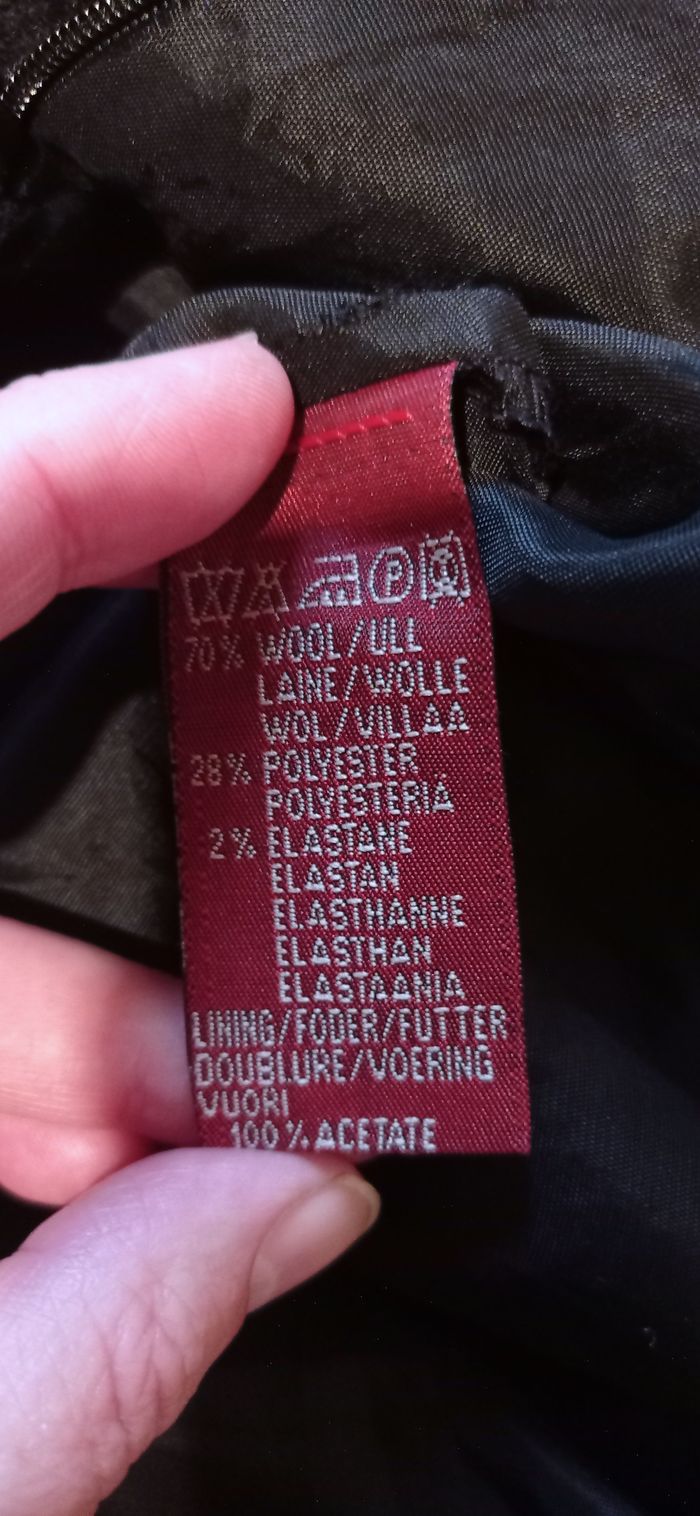 P
70% WOOL/ULL
LAINE/WOLLE
WOL/VILLAA
28% POLYESTER
POLYESTERIA
2% ELASTANE
ELASTAN
ELASTHANNE
ELASTHAN
ELASTAANIA
LINING/FODER/FUTTER
DOUBLURE/VOERING
VUORI
100% ACETATE